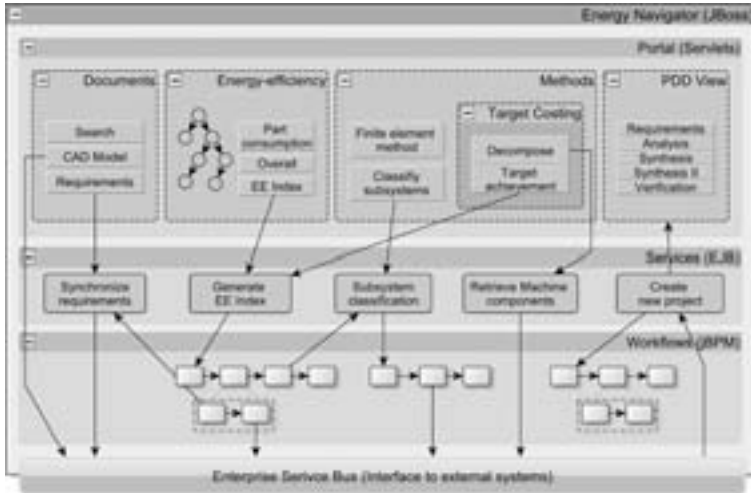 Energy Navigator (JBoss)
Portal (Servlets)
Documents
Energy-efficiency
Methods
PDD View
Target Costing
Search
CAD Model
Requirements
Part
consumption
Overall
EE Index
Finite element
method
Classifiy
subsystems
Decompose
Target
achievement
Requirements
Analysis
Synthesis
Synthesis II
Verification
Services (EJB)
Synchronize
requirements
Generate
EE Index
Subsystem
classification
Retrieve Machine
components
Create
new project
Workflows (jBPM)
Enterprise Serivce Bus (Interface to external systems)